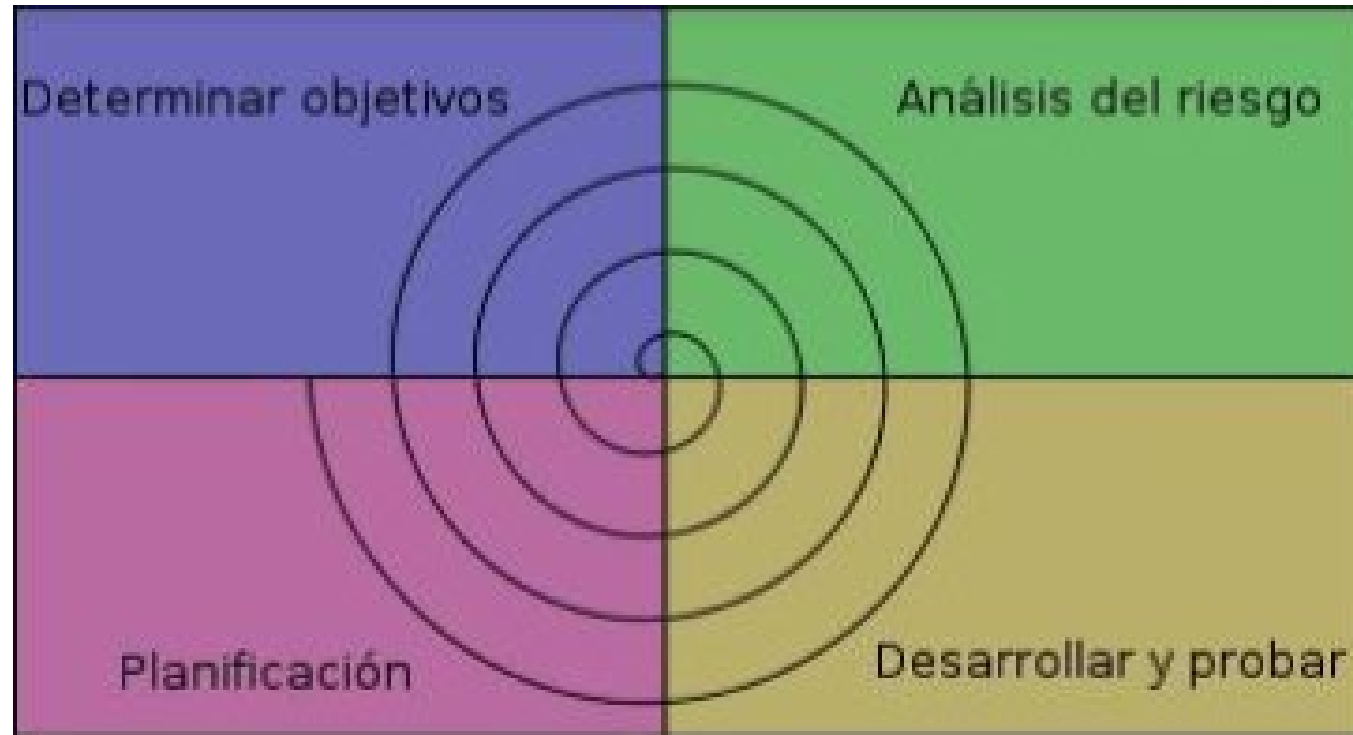 Determinar objetivos
Análisis del riesgo
Planificación
Desarrollar y probar